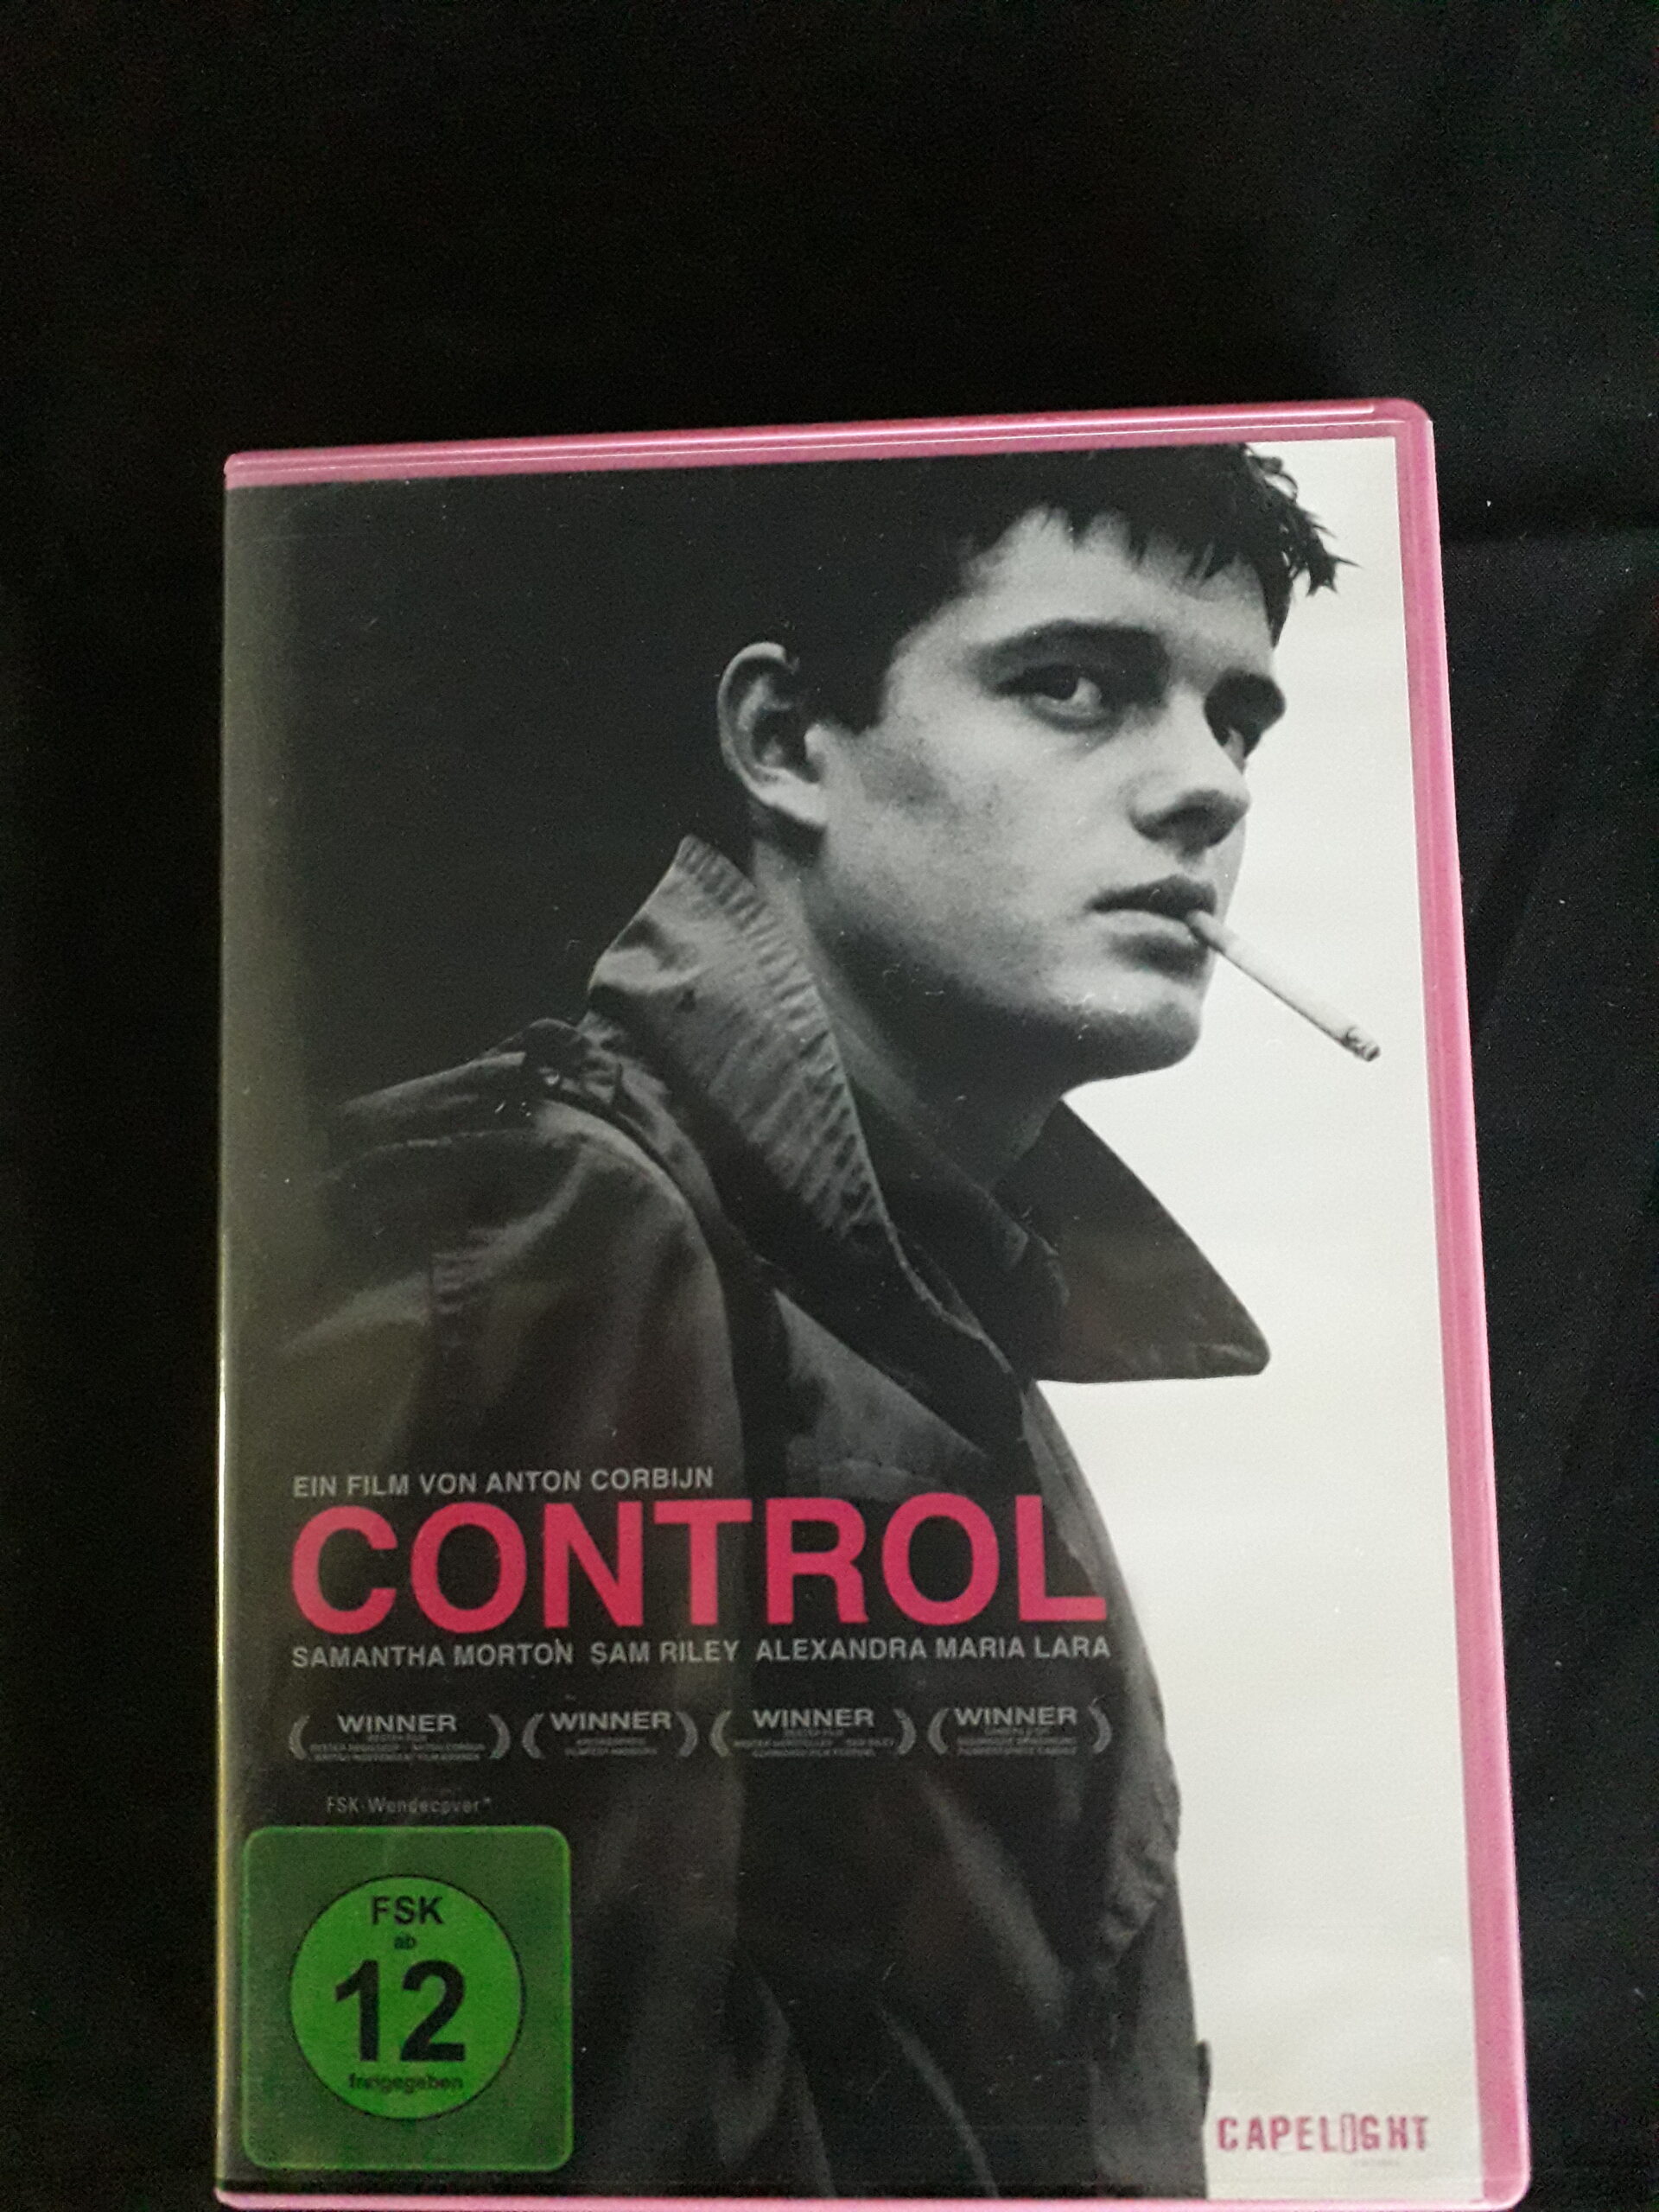 EIN FILM VON ANTON CORBIJN
CONTROL
SAMANTHA MORTON SAM RILEY ALEXANDRA MARIA LARA
WINNER WINNER WINNER WINNER
FSK-Wendecover
FSK
ab
12
freigegeben
CAPELIGHT